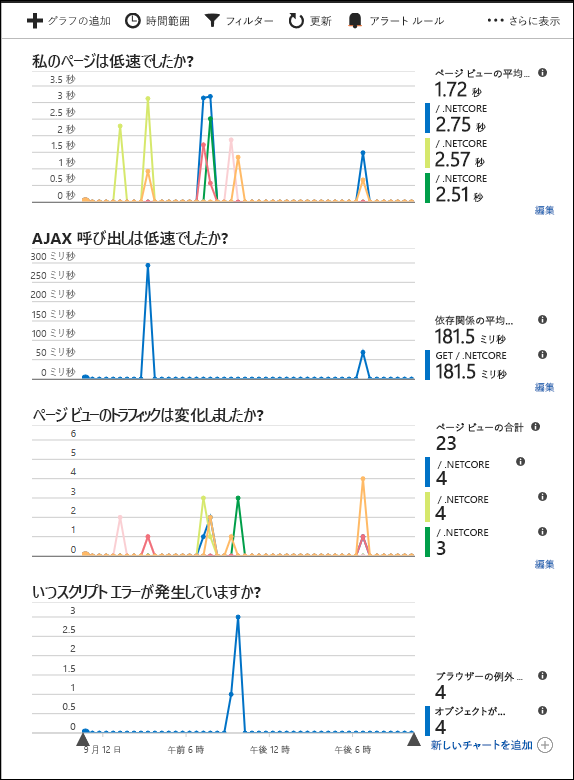 グラフの追加 時間範囲 フィルター 更新 アラート ルール ••• さらに表示
私のページは低速でしたか?
3.5 秒
3 秒
2.5 秒
2 秒
1.5 秒
1 秒
0.5 秒
0 秒
ページ ビューの平均...
1.72 秒
/ .NETCORE
2.75 秒
/ .NETCORE
2.57 秒
/ .NETCORE
2.51 秒
編集
AJAX 呼び出しは低速でしたか?
300 ミリ秒
250 ミリ秒
200 ミリ秒
150 ミリ秒
100 ミリ秒
50 ミリ秒
0 ミリ秒
依存関係の平均...
181.5 ミリ秒
GET / .NETCORE
181.5 ミリ秒
編集
ページ ビューのトラフィックは変化しましたか?
6
5
4
3
2
1
0
ページ ビューの合計
23
/ .NETCORE
4
/ .NETCORE
4
/ .NETCORE
3
編集
いつスクリプト エラーが発生していますか?
3
2.5
2
1.5
1
0.5
0
ブラウザーの例外...
4
オブジェクトが...
4
9 月 12 日 午前 6 時 午後 12 時 午後 6 時
新しいチャートを追加